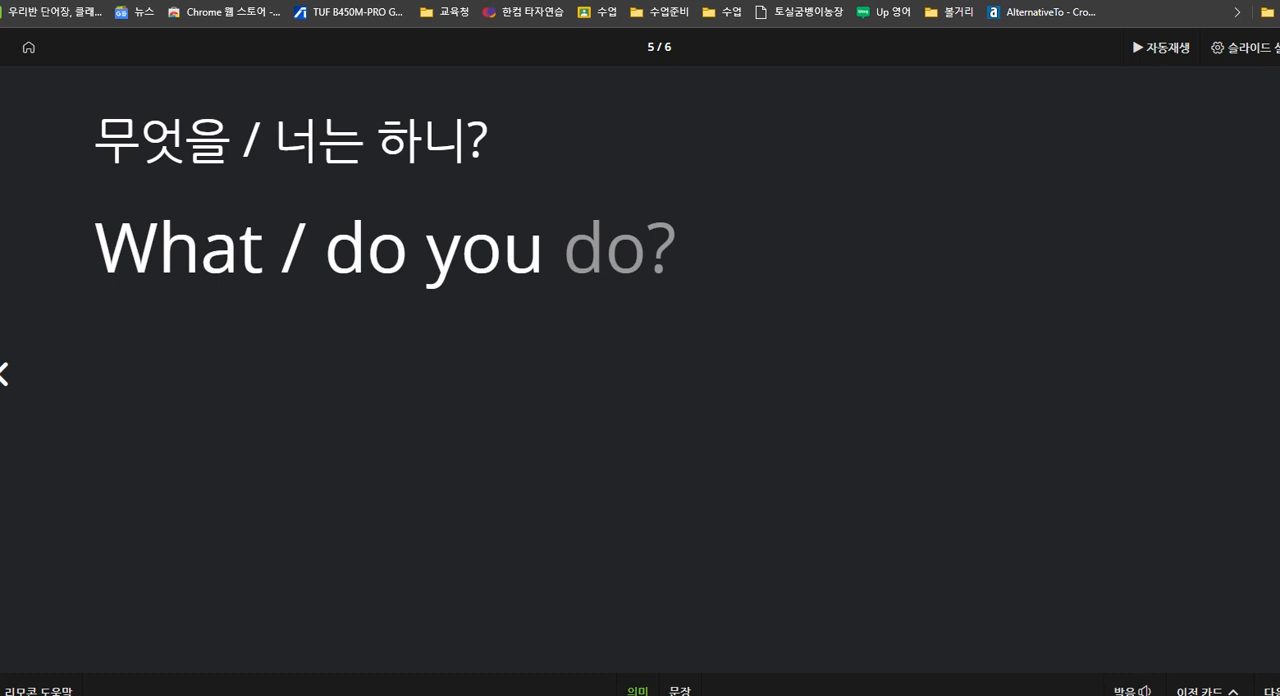 우리반 단어장, 클래... 뉴스 Chrome 웹 스토어 -... TUF B450M-PRO G... 교육청 한컴 타자연습 수업 수업준비 수업 토실굼벵이농장 Up 영어 볼거리 AlternativeTo - Cro...
5 / 6 자동재생 슬라이드
무엇을 / 너는 하니?
What / do you do?
리모콘 도움말 의미 문장 발음 이전 카드